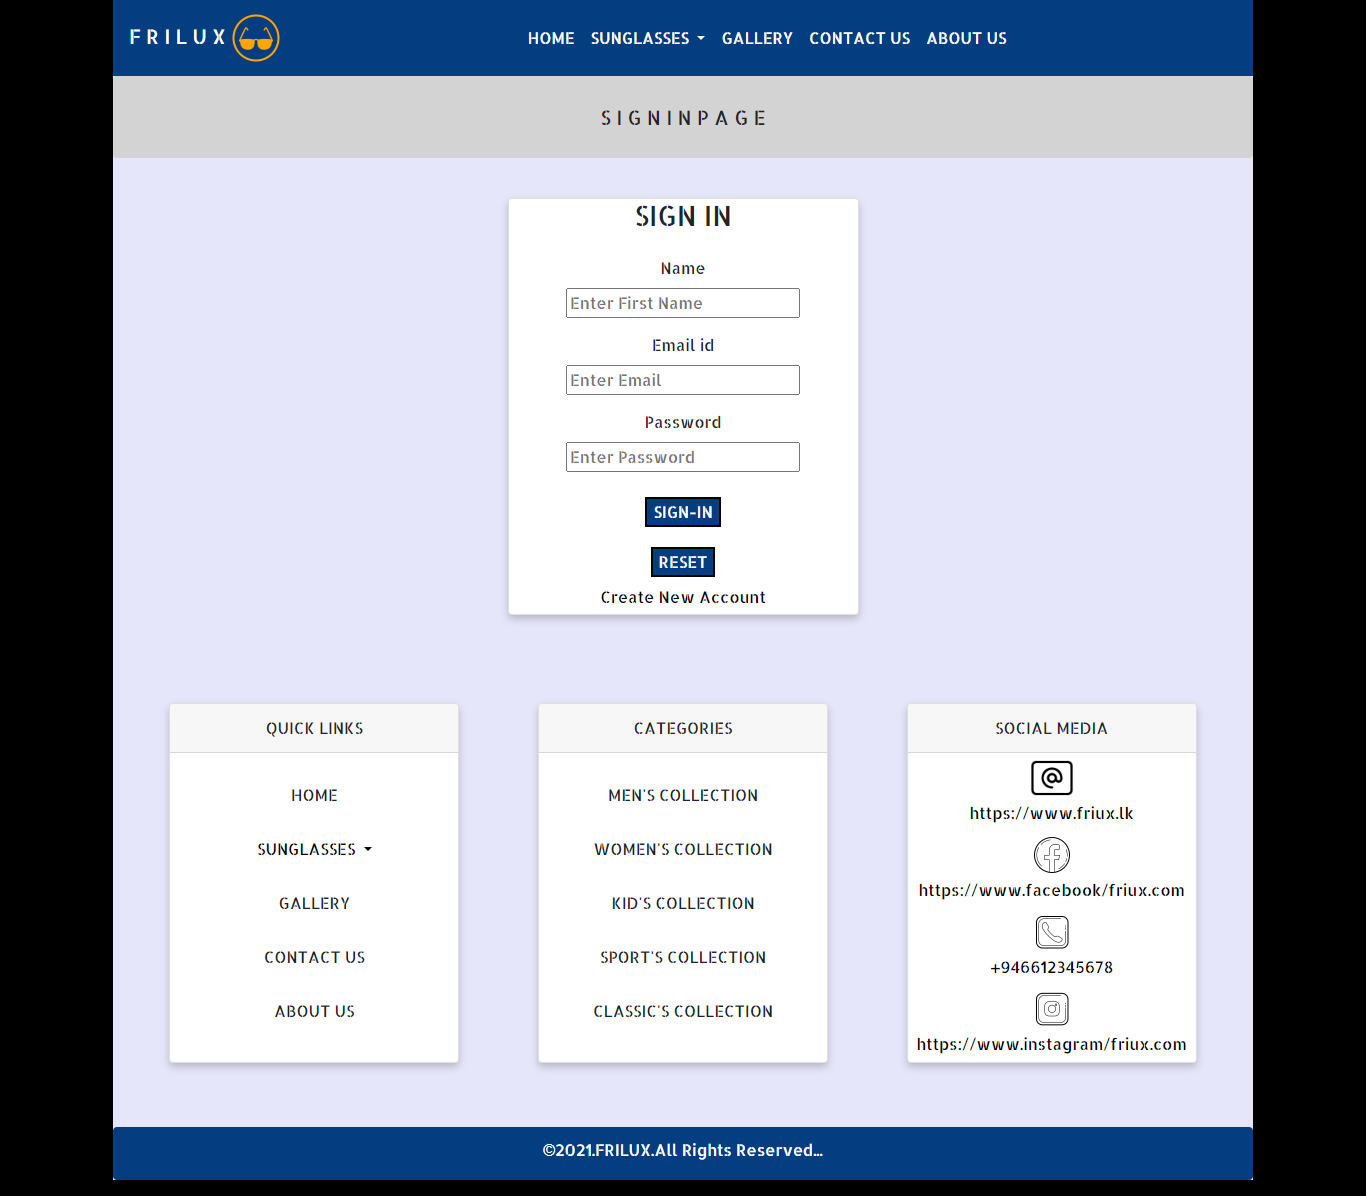 FRILUX
HOME SUNGLASSES GALLERY CONTACT US ABOUT US
SIGNINPAGE
SIGN IN
Name
Enter First Name
Email id
Enter Email
Password
Enter Password
SIGN-IN
RESET
Create New Account
QUICK LINKS
HOME
SUNGLASSES
GALLERY
CONTACT US
ABOUT US
CATEGORIES
MEN'S COLLECTION
WOMEN'S COLLECTION
KID'S COLLECTION
SPORT'S COLLECTION
CLASSIC'S COLLECTION
SOCIAL MEDIA
https://www.friux.lk
https://www.facebook/friux.com
+946612345678
https://www.instagram/friux.com
©2021.FRILUX.All Rights Reserved...